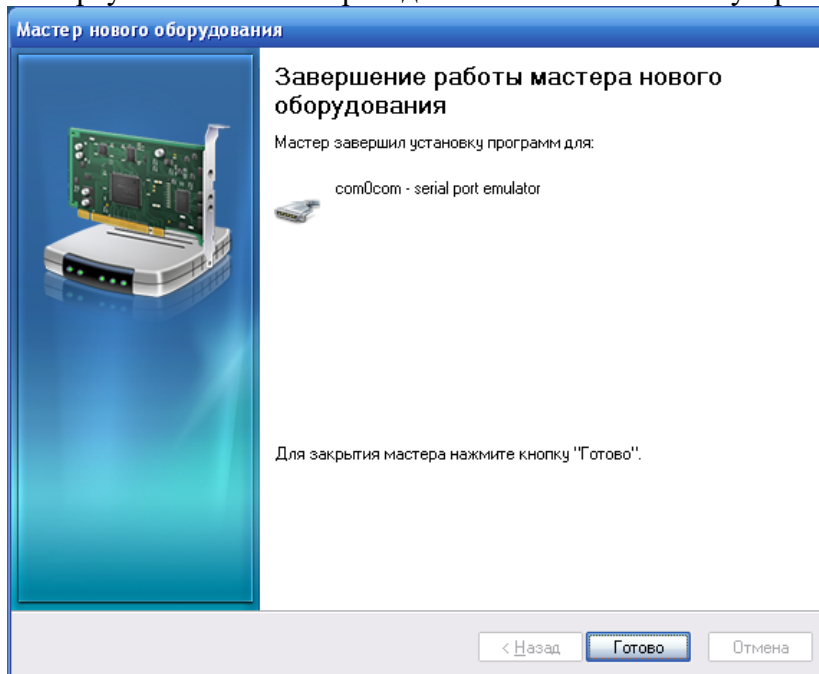 Мастер нового оборудования
Завершение работы мастера нового
оборудования
Мастер завершил установку программ для:
com0com - serial port emulator
Для закрытия мастера нажмите кнопку "Готово".
< Назад
Готово
Отмена